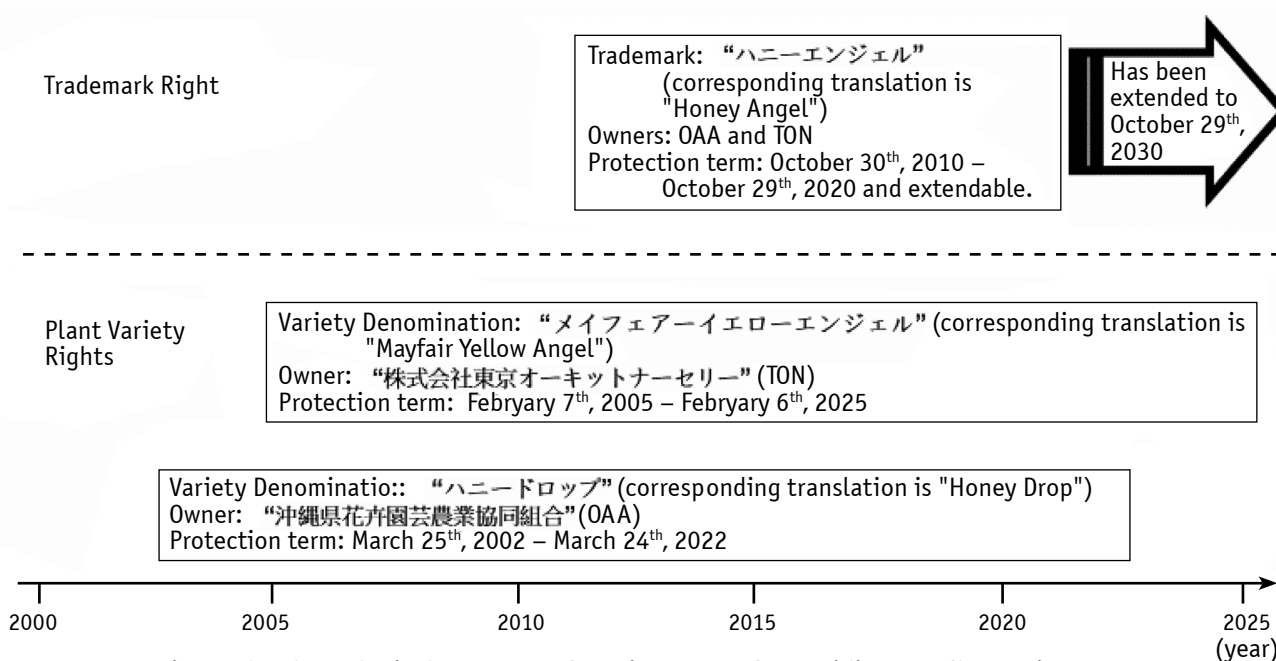 Trademark Right
Trademark: “ハニーエンジェル”
(corresponding translation is
"Honey Angel")
Owners: OAA and TON
Protection term: October 30th, 2010 –
October 29th, 2020 and extendable.
Has been
extended to
October 29th,
2030
Plant Variety
Rights
Variety Denomination: “メイフェアーイエローエンジェル” (corresponding translation is
"Mayfair Yellow Angel")
Owner: “株式会社東京オーキットナーセリー” (TON)
Protection term: February 7th, 2005 – February 6th, 2025
Variety Denominatio:: “ハニードロップ” (corresponding translation is "Honey Drop")
Owner: “沖縄県花卉園芸農業協同組合”(OAA)
Protection term: March 25th, 2002 – March 24th, 2022
2000 2005 2010 2015 2020 2025
(year)